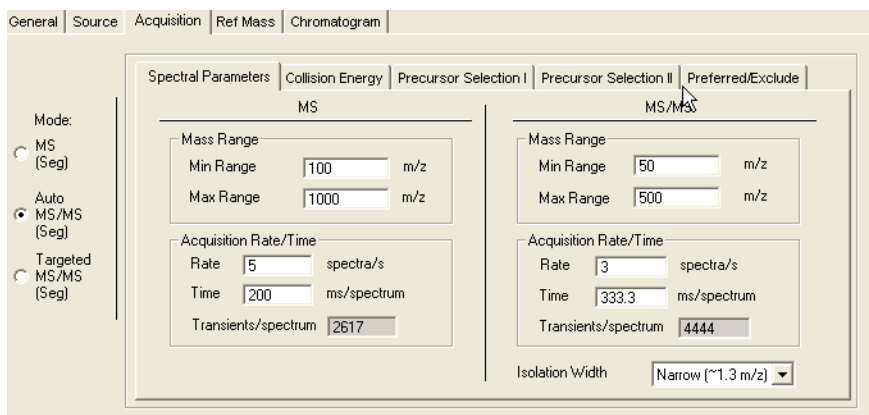 General Source Acquisition Ref Mass Chromatogram
Spectral Parameters Collision Energy Precursor Selection I Precursor Selection II Preferred/Exclude
Mode:
MS
(Seg)
Auto
MS/MS
(Seg)
Targeted
MS/MS
(Seg)
MS
Mass Range
Min Range 100 m/z
Max Range 1000 m/z
Acquisition Rate/Time
Rate 5 spectra/s
Time 200 ms/spectrum
Transients/spectrum 2617
MS/MS
Mass Range
Min Range 50 m/z
Max Range 500 m/z
Acquisition Rate/Time
Rate 3 spectra/s
Time 333.3 ms/spectrum
Transients/spectrum 4444
Isolation Width Narrow (~1.3 m/z)